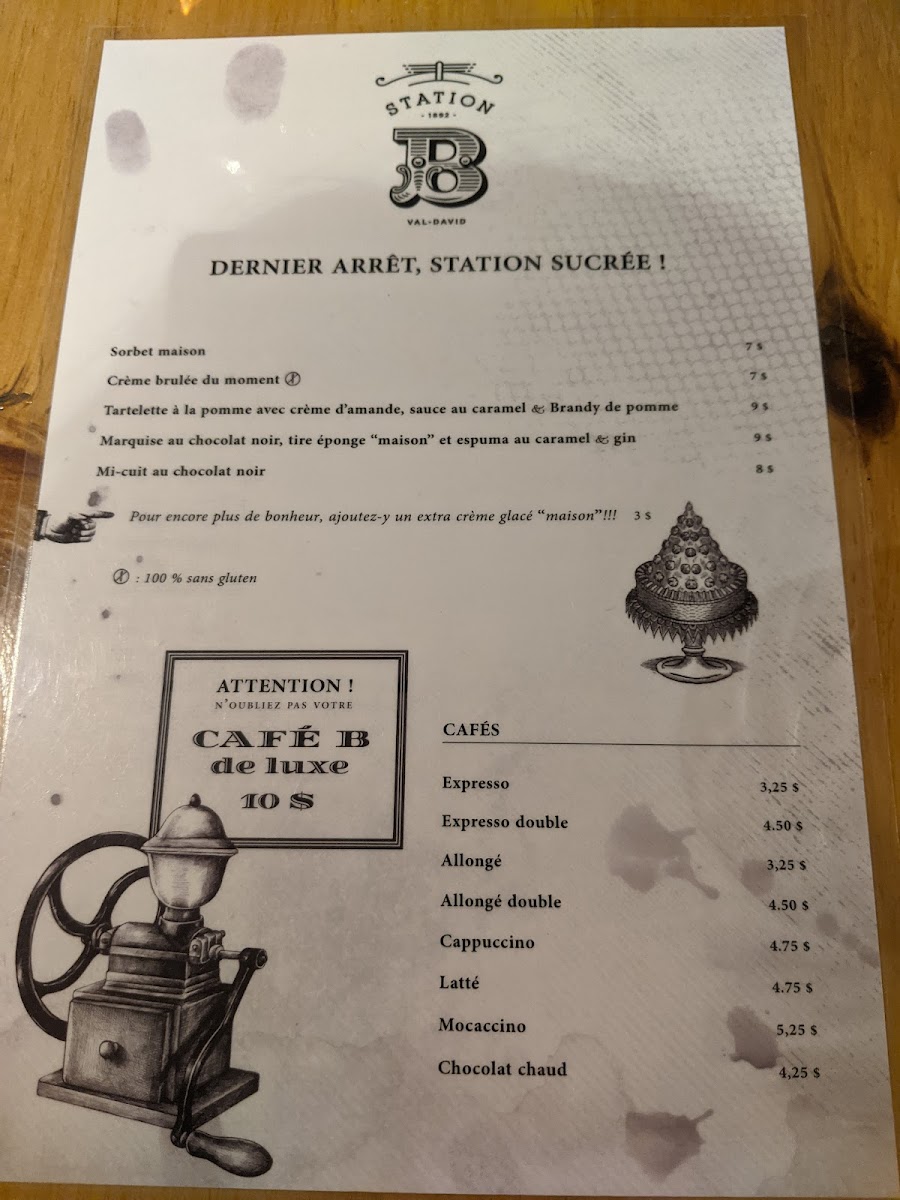 STATION
- 1892 -
B
VAL-DAVID
DERNIER ARRÊT, STATION SUCRÉE !
Sorbet maison 7 $
Crème brulée du moment 7 $
Tartelette à la pomme avec crème d'amande, sauce au caramel & Brandy de pomme 9 $
Marquise au chocolat noir, tire éponge “maison” et espuma au caramel & gin 9 $
Mi-cuit au chocolat noir 8 $
Pour encore plus de bonheur, ajoutez-y un extra crème glacé “maison”!!! 3 $
: 100 % sans gluten
ATTENTION !
N'OUBLIEZ PAS VOTRE
CAFÉ B
de luxe
10 $
CAFÉS
Expresso 3,25 $
Expresso double 4.50 $
Allongé 3,25 $
Allongé double 4.50 $
Cappuccino 4.75 $
Latté 4.75 $
Mocaccino 5,25 $
Chocolat chaud 4,25 $